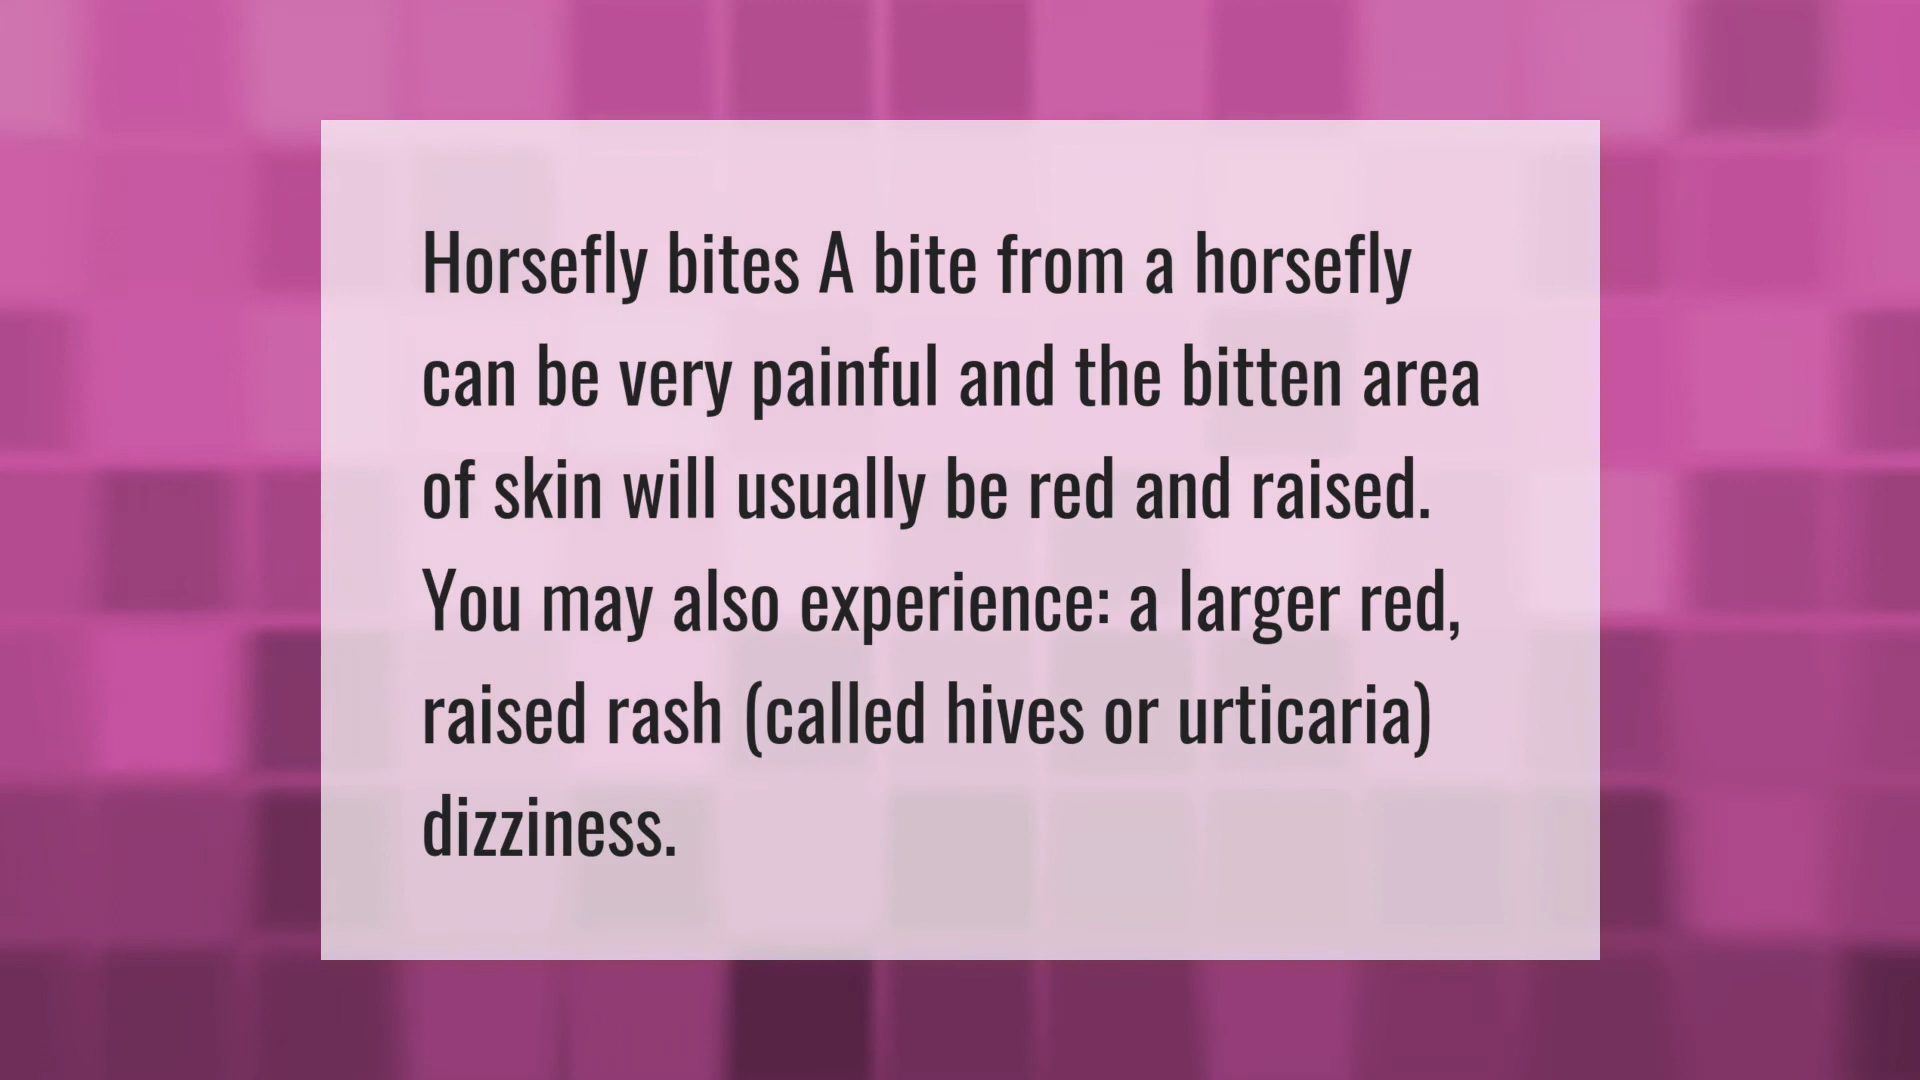 Horsefly bites A bite from a horsefly
can be very painful and the bitten area
of skin will usually be red and raised.
You may also experience: a larger red,
raised rash (called hives or urticaria)
dizziness.